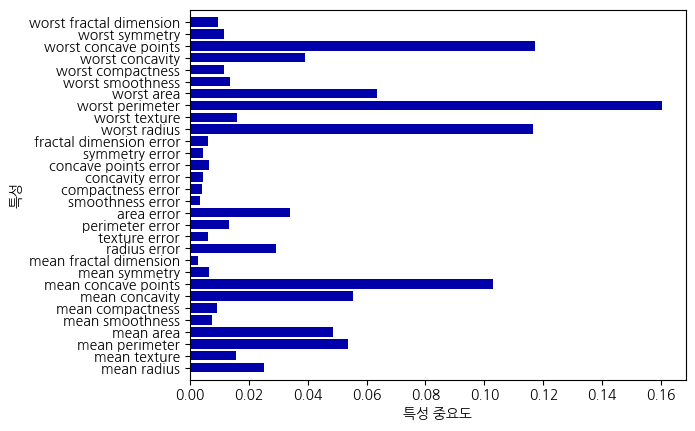 worst fractal dimension
worst symmetry
worst concave points
worst concavity
worst compactness
worst smoothness
worst area
worst perimeter
worst texture
worst radius
fractal dimension error
symmetry error
concave points error
concavity error
compactness error
smoothness error
area error
perimeter error
texture error
radius error
mean fractal dimension
mean symmetry
mean concave points
mean concavity
mean compactness
mean smoothness
mean area
mean perimeter
mean texture
mean radius
특성
0.00 0.02 0.04 0.06 0.08 0.10 0.12 0.14 0.16
특성 중요도